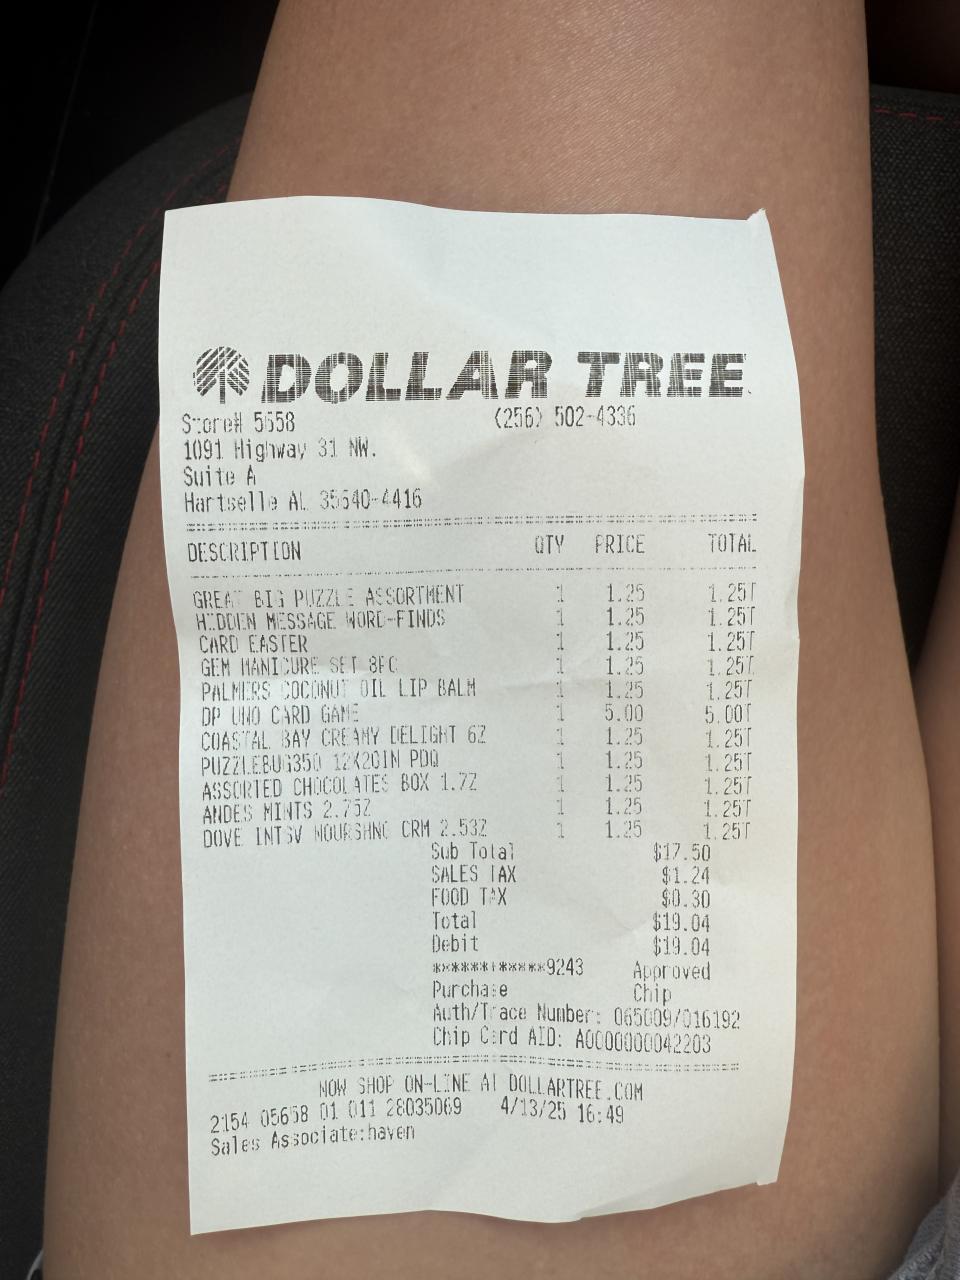 DOLLAR TREE
Store# 5658 (256) 502-4336
1091 Highway 31 NW.
Suite A
Hartselle AL 35640-4416
DESCRIPTION QTY PRICE TOTAL
GREAT BIG PUZZLE ASSORTMENT 1 1.25 1.25T
HIDDEN MESSAGE WORD-FINDS 1 1.25 1.25T
CARD EASTER 1 1.25 1.25T
GEM MANICURE SET 8PC 1 1.25 1.25T
PALMERS COCONUT OIL LIP BALM 1 1.25 1.25T
DP UNO CARD GAME 1 5.00 5.00T
COASTAL BAY CREAMY DELIGHT 6Z 1 1.25 1.25T
PUZZLEBUG350 12X20IN PDQ 1 1.25 1.25T
ASSORTED CHOCOLATES BOX 1.7Z 1 1.25 1.25T
ANDES MINTS 2.75Z 1 1.25 1.25T
DOVE INTSV NOURSHNG CRM 2.53Z 1 1.25 1.25T
Sub Total $17.50
SALES TAX $1.24
FOOD TAX $0.30
Total $19.04
Debit $19.04
************9243 Approved
Purchase Chip
Auth/Trace Number: 065009/016192
Chip Card AID: A0000000042203
NOW SHOP ON-LINE AT DOLLARTREE.COM
2154 05658 01 011 28035069 4/13/25 16:49
Sales Associate:haven